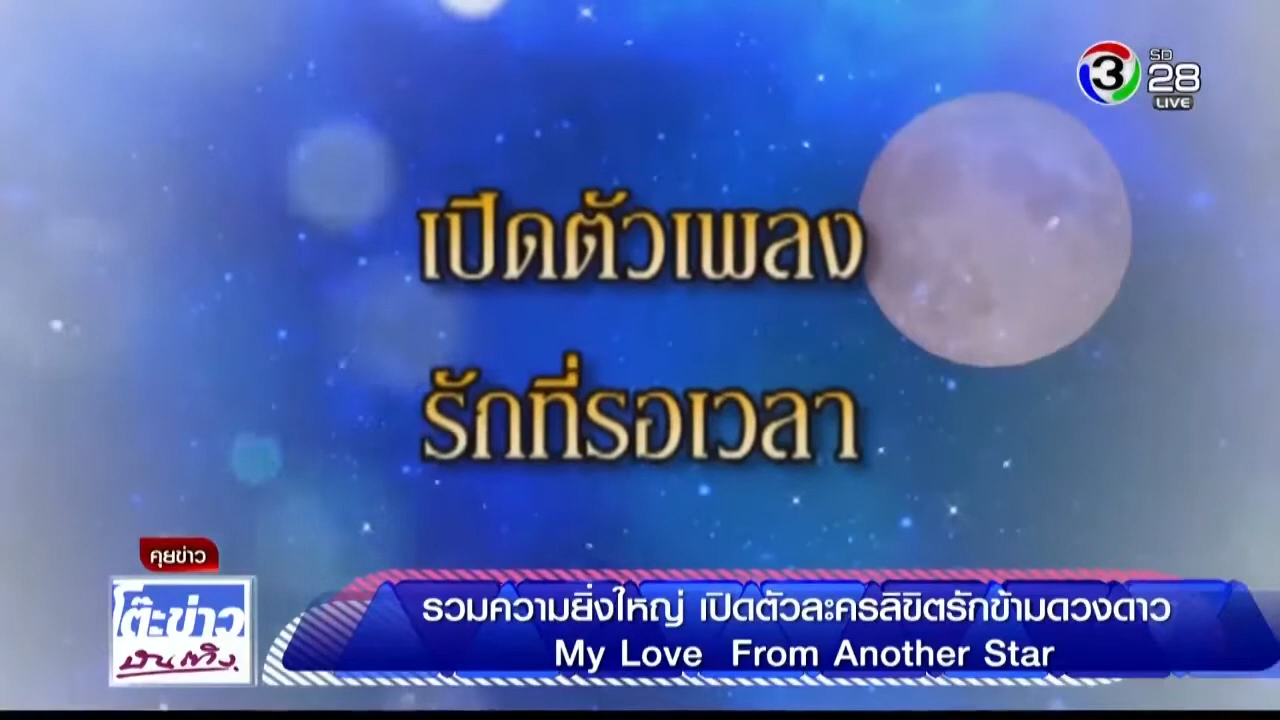 3
SD
28
LIVE
เปิดตัวเพลง
รักที่รอเวลา
คุยข่าว
โต๊ะข่าว
บันเทิง
รวมความยิ่งใหญ่ เปิดตัวละครลิขิตรักข้ามดวงดาว
My Love From Another Star